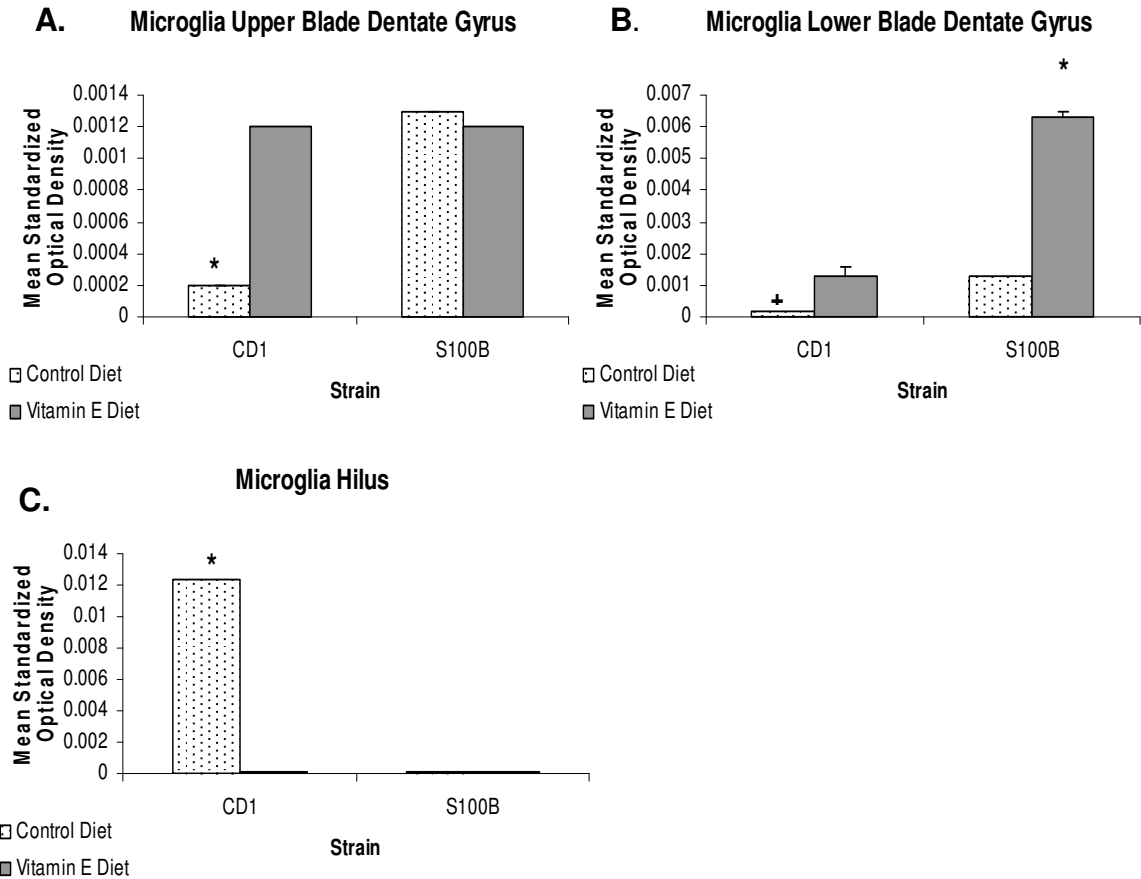 A. Microglia Upper Blade Dentate Gyrus
Mean Standardized
Optical Density
0.0014
0.0012
0.001
0.0008
0.0006
0.0004
0.0002
0
*
CD1
S100B
Control Diet
Vitamin E Diet
Strain
B. Microglia Lower Blade Dentate Gyrus
Mean Standardized
Optical Density
0.007
0.006
0.005
0.004
0.003
0.002
0.001
0
+
*
CD1
S100B
Control Diet
Vitamin E Diet
Strain
C.
Microglia Hilus
Mean Standardized
Optical Density
0.014
0.012
0.01
0.008
0.006
0.004
0.002
0
*
CD1
S100B
Control Diet
Vitamin E Diet
Strain